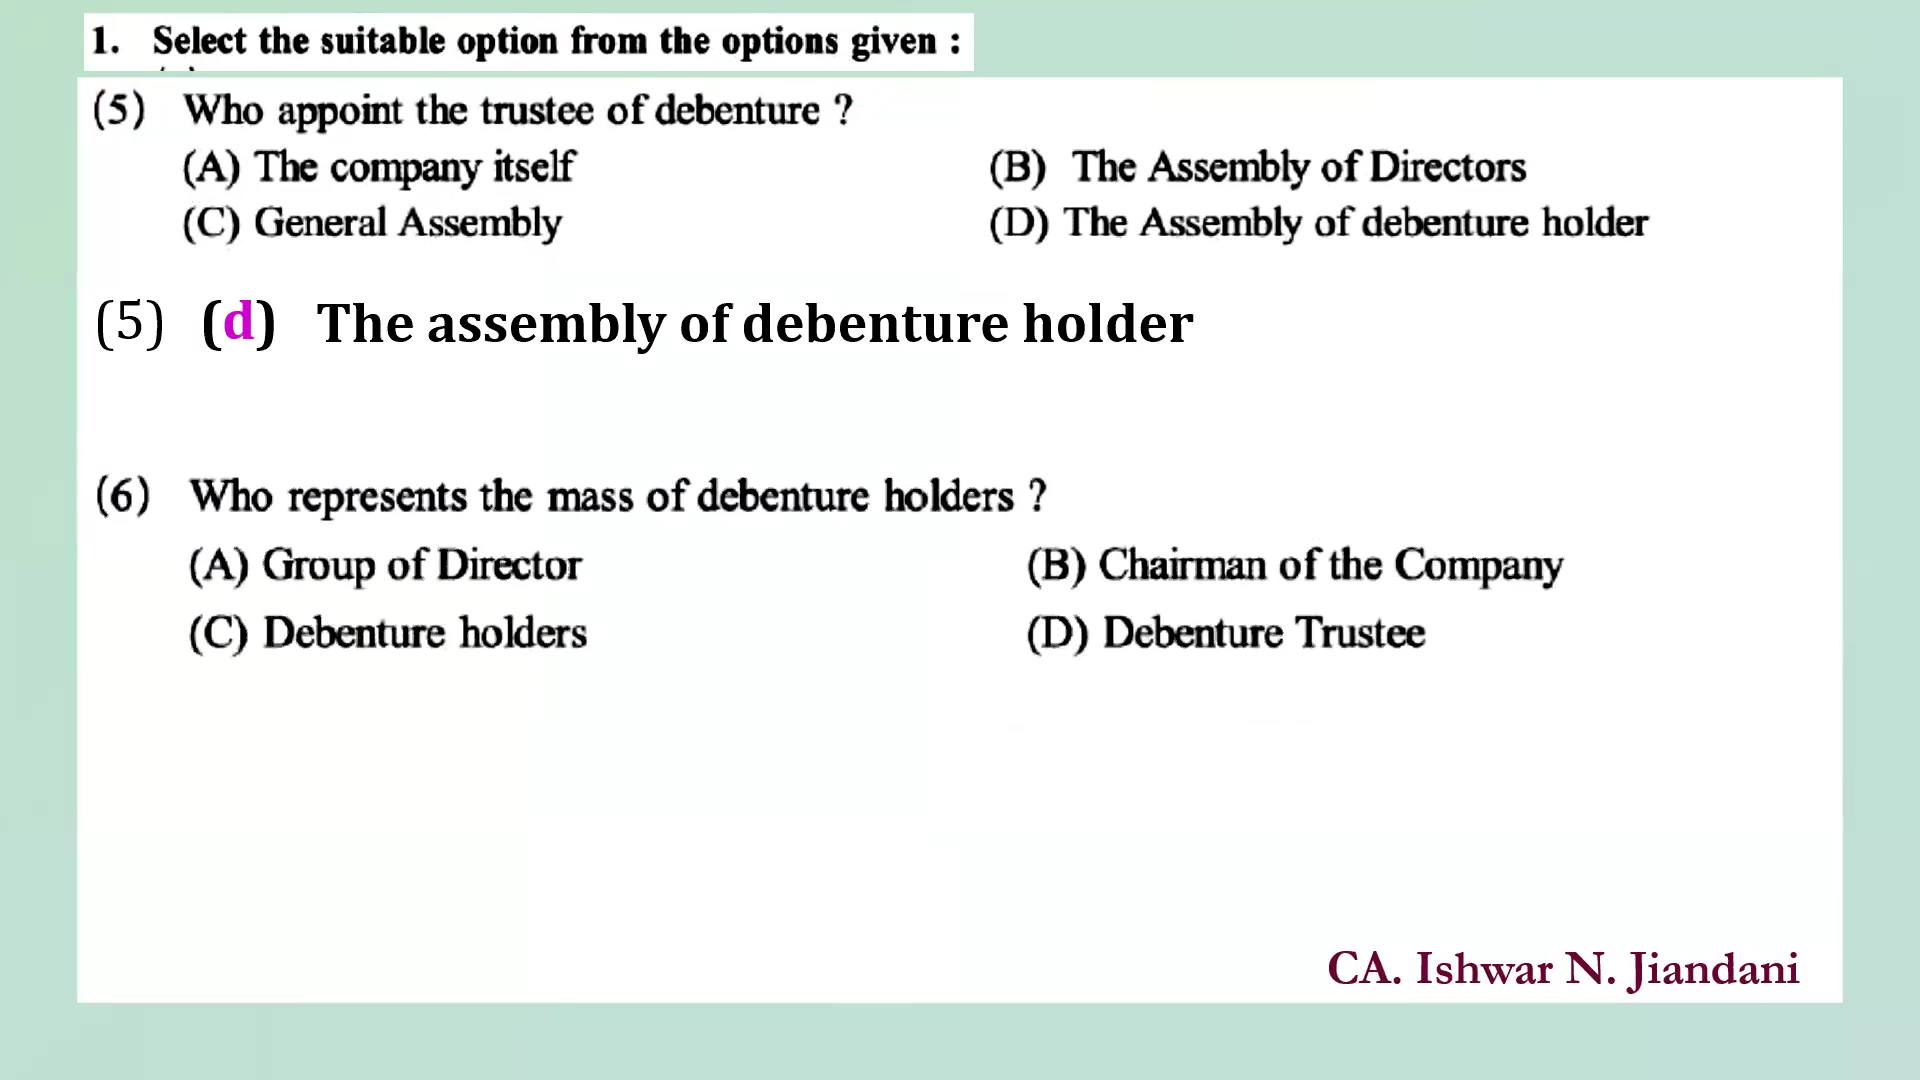 1. Select the suitable option from the options given :
(5) Who appoint the trustee of debenture ?
(A) The company itself (B) The Assembly of Directors
(C) General Assembly (D) The Assembly of debenture holder
(5) (d) The assembly of debenture holder
(6) Who represents the mass of debenture holders ?
(A) Group of Director (B) Chairman of the Company
(C) Debenture holders (D) Debenture Trustee
CA. Ishwar N. Jiandani